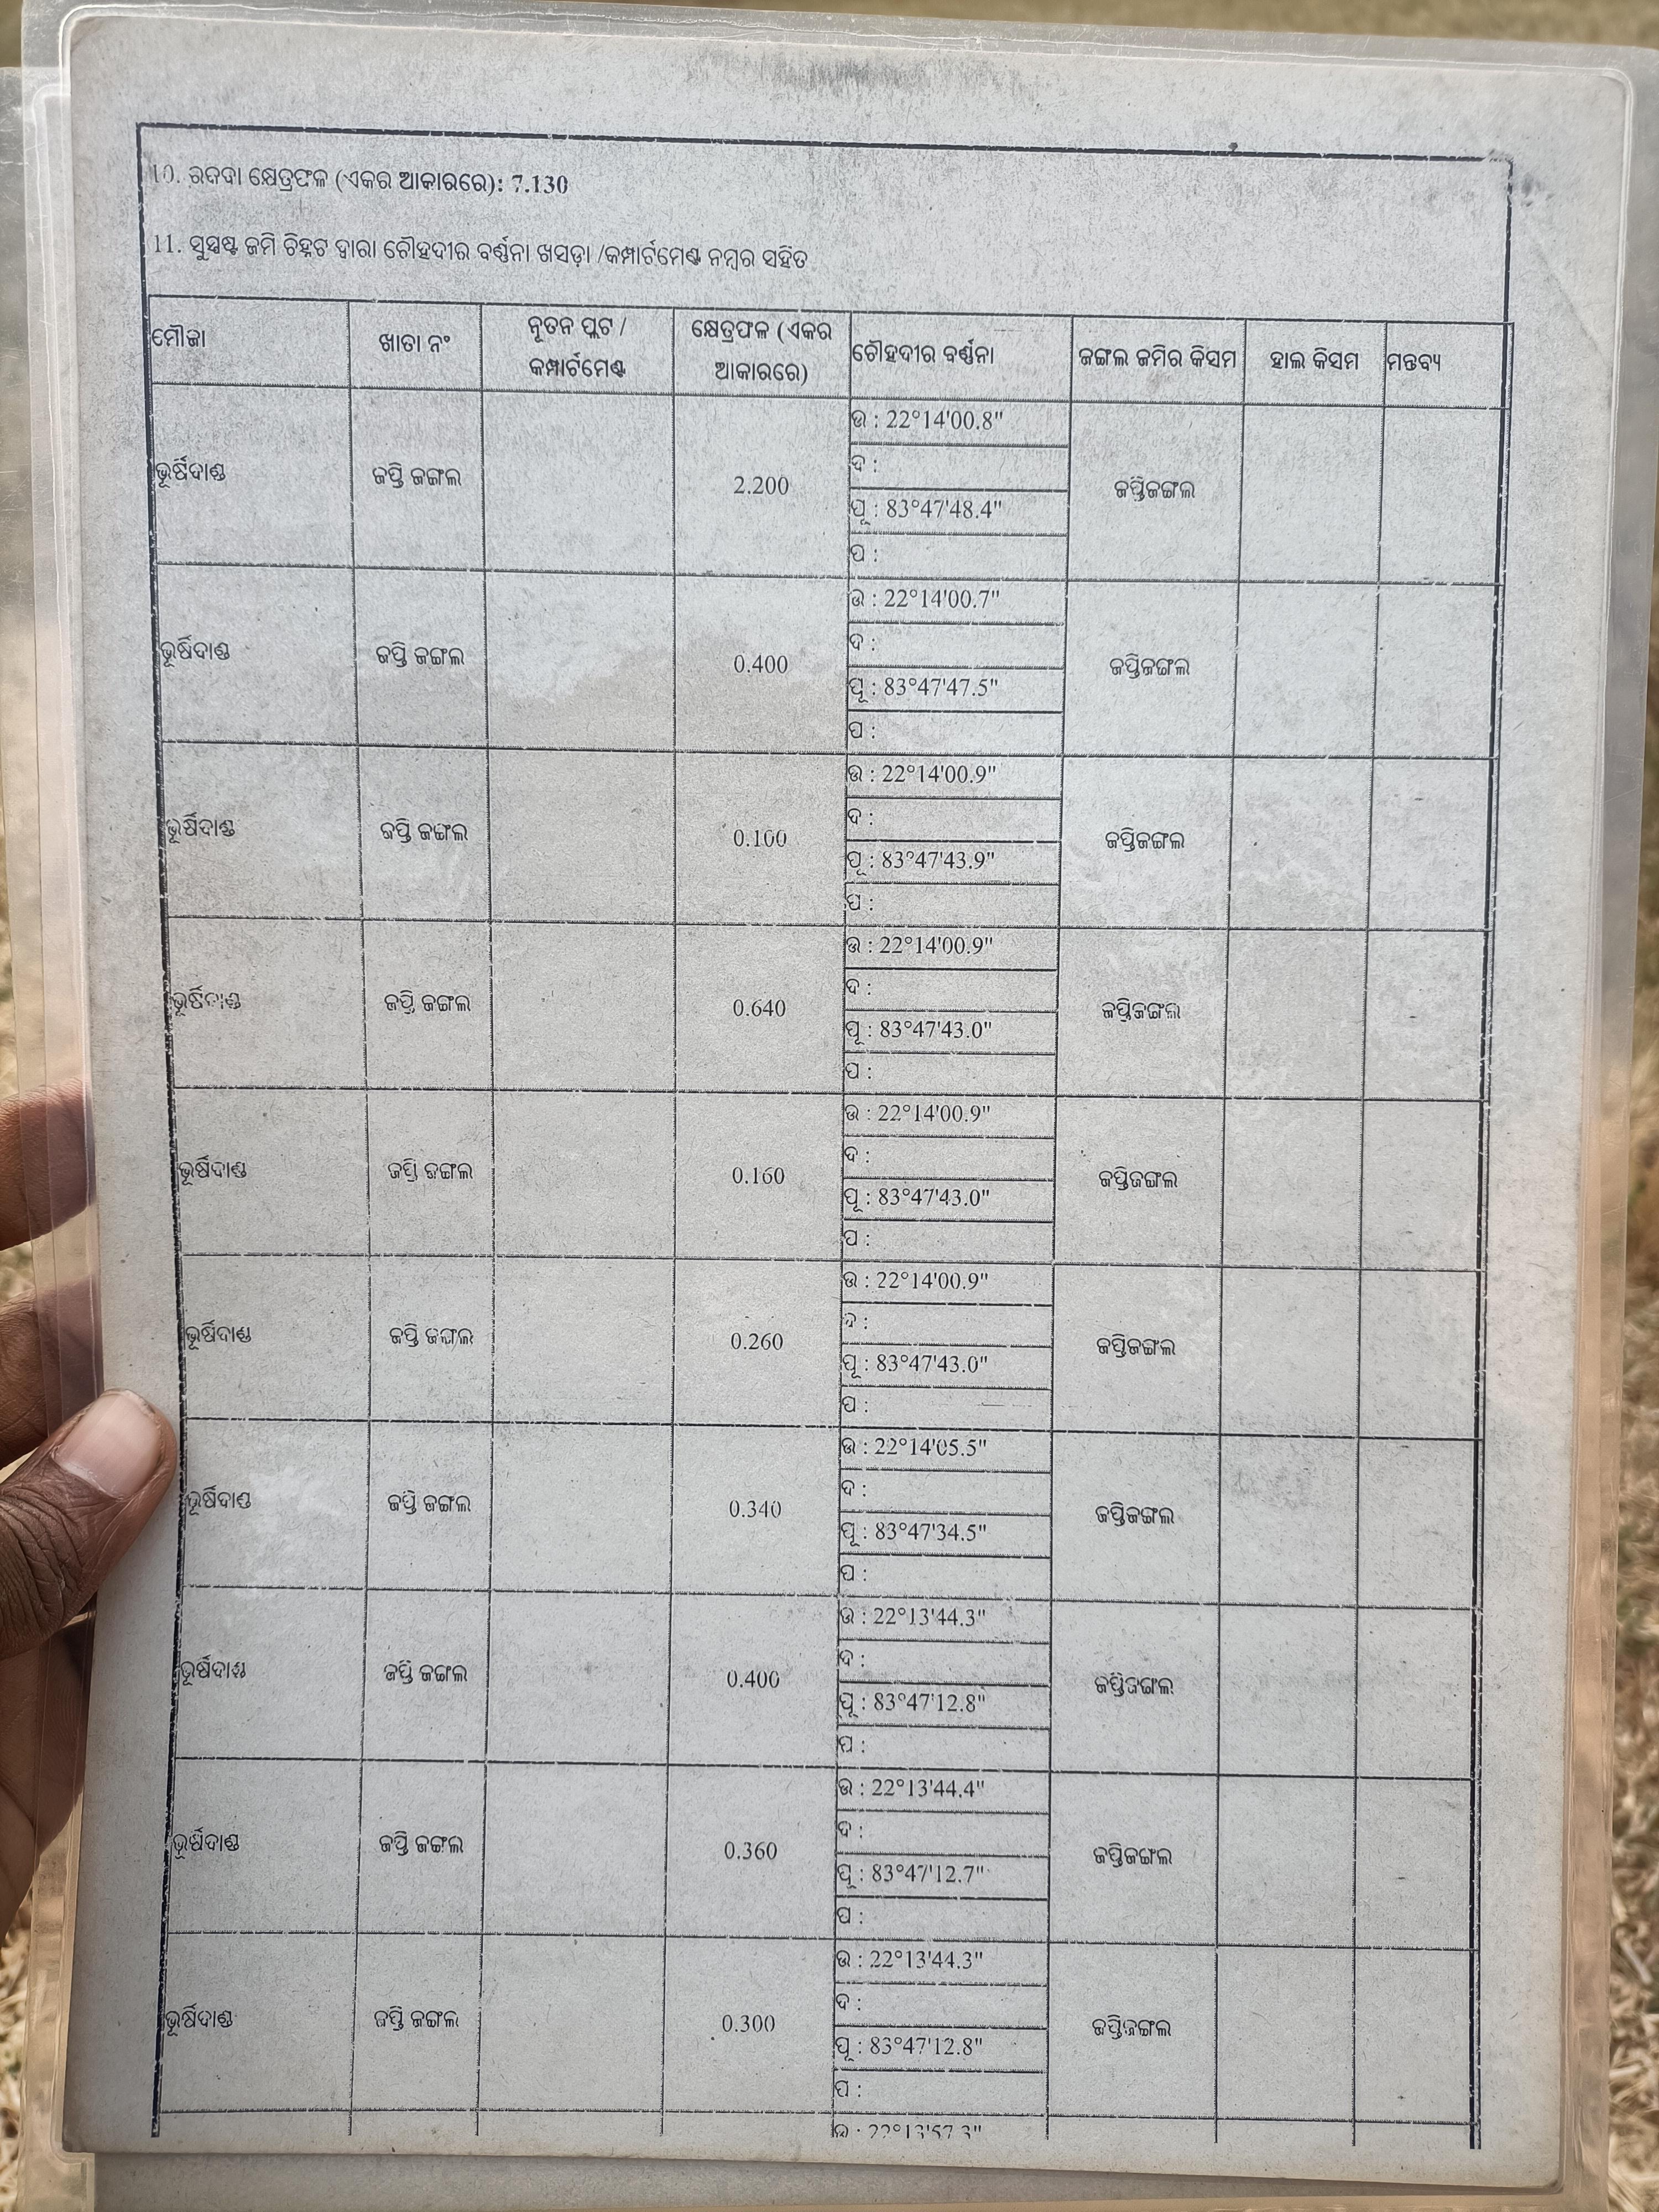 10. ରକବା କ୍ଷେତ୍ରଫଳ (ଏକର ଆକାରରେ): 7.130
11. ସୁସ୍ପଷ୍ଟ ଜମି ଚିହ୍ନଟ ଦ୍ୱାରା ଚୌହଦୀର ବର୍ଣ୍ଣନା ଖସଡ଼ା /କମ୍ପାର୍ଟମେଣ୍ଟ ନମ୍ବର ସହିତ
ମୌଜା ଖାତା ନଂ ନୂତନ ପ୍ଲଟ / କମ୍ପାର୍ଟମେଣ୍ଟ କ୍ଷେତ୍ରଫଳ (ଏକର ଆକାରରେ) ଚୌହଦୀର ବର୍ଣ୍ଣନା ଜଙ୍ଗଲ ଜମିର କିସମ ହାଲ କିସମ ମନ୍ତବ୍ୟ
ଭୂର୍ଷିଦାଣ୍ଡ ଜପ୍ତି ଜଙ୍ଗଲ 2.200 ଉ : 22°14'00.8" ଜପ୍ତିଜଙ୍ଗଲ
ଦ :
ପୂ : 83°47'48.4"
ପ :
ଭୂର୍ଷିଦାଣ୍ଡ ଜପ୍ତି ଜଙ୍ଗଲ 0.400 ଉ : 22°14'00.7" ଜପ୍ତିଜଙ୍ଗଲ
ଦ :
ପୂ : 83°47'47.5"
ପ :
ଭୂର୍ଷିଦାଣ୍ଡ ଜପ୍ତି ଜଙ୍ଗଲ 0.100 ଉ : 22°14'00.9" ଜପ୍ତିଜଙ୍ଗଲ
ଦ :
ପୂ : 83°47'43.9"
ପ :
ଭୂର୍ଷିଦାଣ୍ଡ ଜପ୍ତି ଜଙ୍ଗଲ 0.640 ଉ : 22°14'00.9" ଜପ୍ତିଜଙ୍ଗଲ
ଦ :
ପୂ : 83°47'43.0"
ପ :
ଭୂର୍ଷିଦାଣ୍ଡ ଜପ୍ତି ଜଙ୍ଗଲ 0.160 ଉ : 22°14'00.9" ଜପ୍ତିଜଙ୍ଗଲ
ଦ :
ପୂ : 83°47'43.0"
ପ :
ଭୂର୍ଷିଦାଣ୍ଡ ଜପ୍ତି ଜଙ୍ଗଲ 0.260 ଉ : 22°14'00.9" ଜପ୍ତିଜଙ୍ଗଲ
ଦ :
ପୂ : 83°47'43.0"
ପ :
ଭୂର୍ଷିଦାଣ୍ଡ ଜପ୍ତି ଜଙ୍ଗଲ 0.340 ଉ : 22°14'05.5" ଜପ୍ତିଜଙ୍ଗଲ
ଦ :
ପୂ : 83°47'34.5"
ପ :
ଭୂର୍ଷିଦାଣ୍ଡ ଜପ୍ତି ଜଙ୍ଗଲ 0.400 ଉ : 22°13'44.3" ଜପ୍ତିଜଙ୍ଗଲ
ଦ :
ପୂ : 83°47'12.8"
ପ :
ଭୂର୍ଷିଦାଣ୍ଡ ଜପ୍ତି ଜଙ୍ଗଲ 0.360 ଉ : 22°13'44.4" ଜପ୍ତିଜଙ୍ଗଲ
ଦ :
ପୂ : 83°47'12.7"
ପ :
ଭୂର୍ଷିଦାଣ୍ଡ ଜପ୍ତି ଜଙ୍ଗଲ 0.300 ଉ : 22°13'44.3" ଜପ୍ତିଜଙ୍ଗଲ
ଦ :
ପୂ : 83°47'12.8"
ପ :
ଉ : 22°13'57.3"